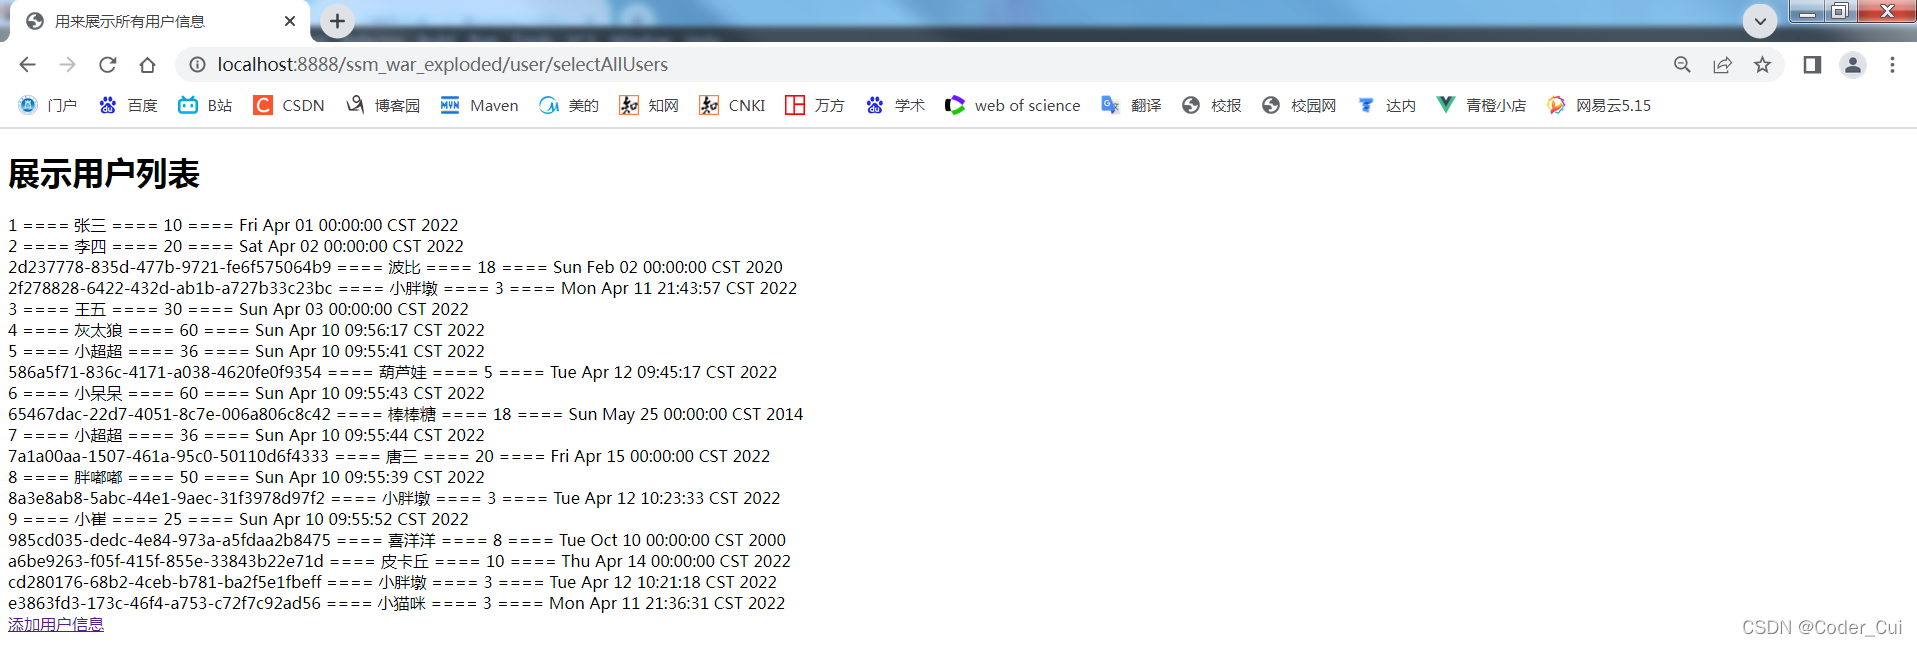 用来展示所有用户信息
localhost:8888/ssm_war_exploded/user/selectAllUsers
门户 百度 B站 CSDN 博客园 Maven 美的 知网 CNKI 万方 学术 web of science 翻译 校报 校园网 达内 青橙小店 网易云5.15
展示用户列表
1 ==== 张三 ==== 10 ==== Fri Apr 01 00:00:00 CST 2022
2 ==== 李四 ==== 20 ==== Sat Apr 02 00:00:00 CST 2022
2d237778-835d-477b-9721-fe6f575064b9 ==== 波比 ==== 18 ==== Sun Feb 02 00:00:00 CST 2020
2f278828-6422-432d-ab1b-a727b33c23bc ==== 小胖墩 ==== 3 ==== Mon Apr 11 21:43:57 CST 2022
3 ==== 王五 ==== 30 ==== Sun Apr 03 00:00:00 CST 2022
4 ==== 灰太狼 ==== 60 ==== Sun Apr 10 09:56:17 CST 2022
5 ==== 小超超 ==== 36 ==== Sun Apr 10 09:55:41 CST 2022
586a5f71-836c-4171-a038-4620fe0f9354 ==== 葫芦娃 ==== 5 ==== Tue Apr 12 09:45:17 CST 2022
6 ==== 小呆呆 ==== 60 ==== Sun Apr 10 09:55:43 CST 2022
65467dac-22d7-4051-8c7e-006a806c8c42 ==== 棒棒糖 ==== 18 ==== Sun May 25 00:00:00 CST 2014
7 ==== 小超超 ==== 36 ==== Sun Apr 10 09:55:44 CST 2022
7a1a00aa-1507-461a-95c0-50110d6f4333 ==== 唐三 ==== 20 ==== Fri Apr 15 00:00:00 CST 2022
8 ==== 胖嘟嘟 ==== 50 ==== Sun Apr 10 09:55:39 CST 2022
8a3e8ab8-5abc-44e1-9aec-31f3978d97f2 ==== 小胖墩 ==== 3 ==== Tue Apr 12 10:23:33 CST 2022
9 ==== 小崔 ==== 25 ==== Sun Apr 10 09:55:52 CST 2022
985cd035-dedc-4e84-973a-a5fdaa2b8475 ==== 喜洋洋 ==== 8 ==== Tue Oct 10 00:00:00 CST 2000
a6be9263-f05f-415f-855e-33843b22e71d ==== 皮卡丘 ==== 10 ==== Thu Apr 14 00:00:00 CST 2022
cd280176-68b2-4ceb-b781-ba2f5e1fbeff ==== 小胖墩 ==== 3 ==== Tue Apr 12 10:21:18 CST 2022
e3863fd3-173c-46f4-a753-c72f7c92ad56 ==== 小猫咪 ==== 3 ==== Mon Apr 11 21:36:31 CST 2022
添加用户信息
CSDN @Coder_Cui